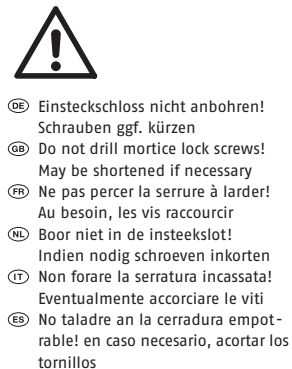 DE Einsteckschloss nicht anbohren!
Schrauben ggf. kürzen
GB Do not drill mortice lock screws!
May be shortened if necessary
FR Ne pas percer la serrure à larder!
Au besoin, les vis raccourcir
NL Boor niet in de insteekslot!
Indien nodig schroeven inkorten
IT Non forare la serratura incassata!
Eventualmente accorciare le viti
ES No taladre an la cerradura empot-
rable! en caso necesario, acortar los
tornillos